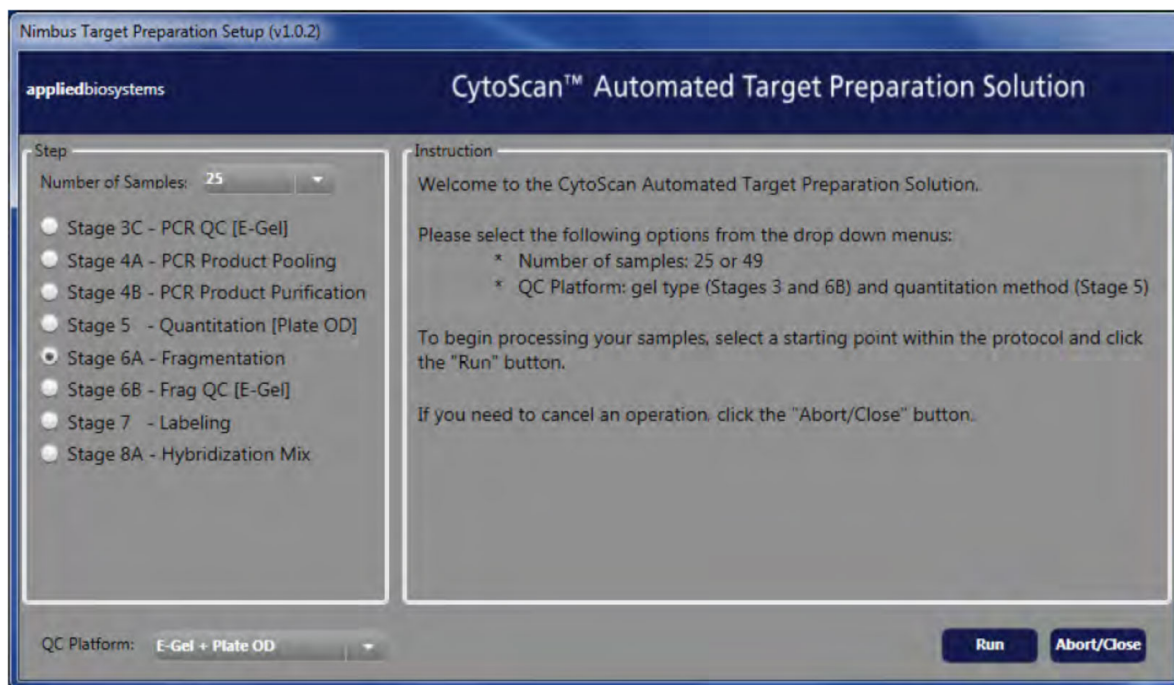 Nimbus Target Preparation Setup (v1.0.2)
appliedbiosystems
CytoScan™ Automated Target Preparation Solution
Step
Number of Samples: 25
Stage 3C - PCR QC [E-Gel]
Stage 4A - PCR Product Pooling
Stage 4B - PCR Product Purification
Stage 5 - Quantitation [Plate OD]
Stage 6A - Fragmentation
Stage 6B - Frag QC [E-Gel]
Stage 7 - Labeling
Stage 8A - Hybridization Mix
Instruction
Welcome to the CytoScan Automated Target Preparation Solution.
Please select the following options from the drop down menus:
* Number of samples: 25 or 49
* QC Platform: gel type (Stages 3 and 6B) and quantitation method (Stage 5)
To begin processing your samples, select a starting point within the protocol and click
the "Run" button.
If you need to cancel an operation, click the "Abort/Close" button.
QC Platform: E-Gel + Plate OD
Run
Abort/Close